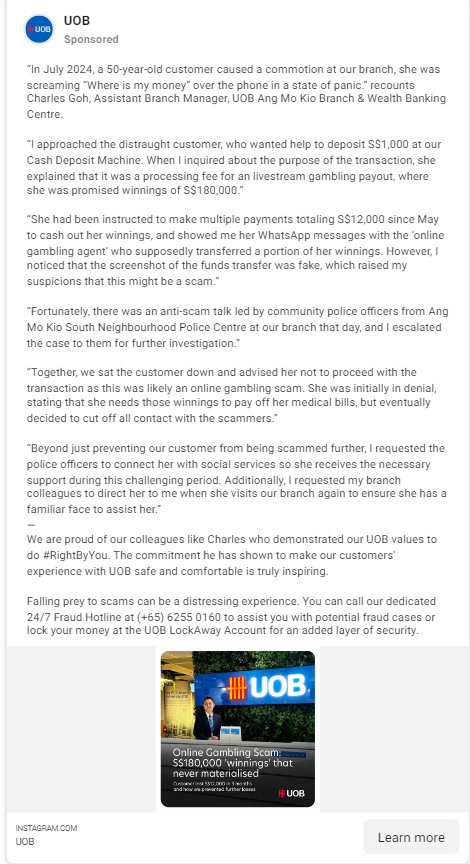 UOB
UOB
Sponsored
“In July 2024, a 50-year-old customer caused a commotion at our branch, she was
screaming “Where is my money” over the phone in a state of panic.” recounts
Charles Goh, Assistant Branch Manager, UOB Ang Mo Kio Branch & Wealth Banking
Centre.
“I approached the distraught customer, who wanted help to deposit S$1,000 at our
Cash Deposit Machine. When I inquired about the purpose of the transaction, she
explained that it was a processing fee for an livestream gambling payout, where
she was promised winnings of S$180,000.”
“She had been instructed to make multiple payments totaling S$12,000 since May
to cash out her winnings, and showed me her WhatsApp messages with the ‘online
gambling agent’ who supposedly transferred a portion of her winnings. However, I
noticed that the screenshot of the funds transfer was fake, which raised my
suspicions that this might be a scam.”
“Fortunately, there was an anti-scam talk led by community police officers from Ang
Mo Kio South Neighbourhood Police Centre at our branch that day, and I escalated
the case to them for further investigation.”
“Together, we sat the customer down and advised her not to proceed with the
transaction as this was likely an online gambling scam. She was initially in denial,
stating that she needs those winnings to pay off her medical bills, but eventually
decided to cut off all contact with the scammers.”
“Beyond just preventing our customer from being scammed further, I requested the
police officers to connect her with social services so she receives the necessary
support during this challenging period. Additionally, I requested my branch
colleagues to direct her to me when she visits our branch again to ensure she has a
familiar face to assist her.”
—
We are proud of our colleagues like Charles who demonstrated our UOB values to
do #RightByYou. The commitment he has shown to make our customers'
experience with UOB safe and comfortable is truly inspiring.
Falling prey to scams can be a distressing experience. You can call our dedicated
24/7 Fraud Hotline at (+65) 6255 0160 to assist you with potential fraud cases or
lock your money at the UOB LockAway Account for an added layer of security.
UOB
Online Gambling Scam:
S$180,000 'winnings' that
never materialised
Customer lost S$12,000 in 3 months
and how we prevented further losses
UOB
INSTAGRAM.COM
UOB
Learn more